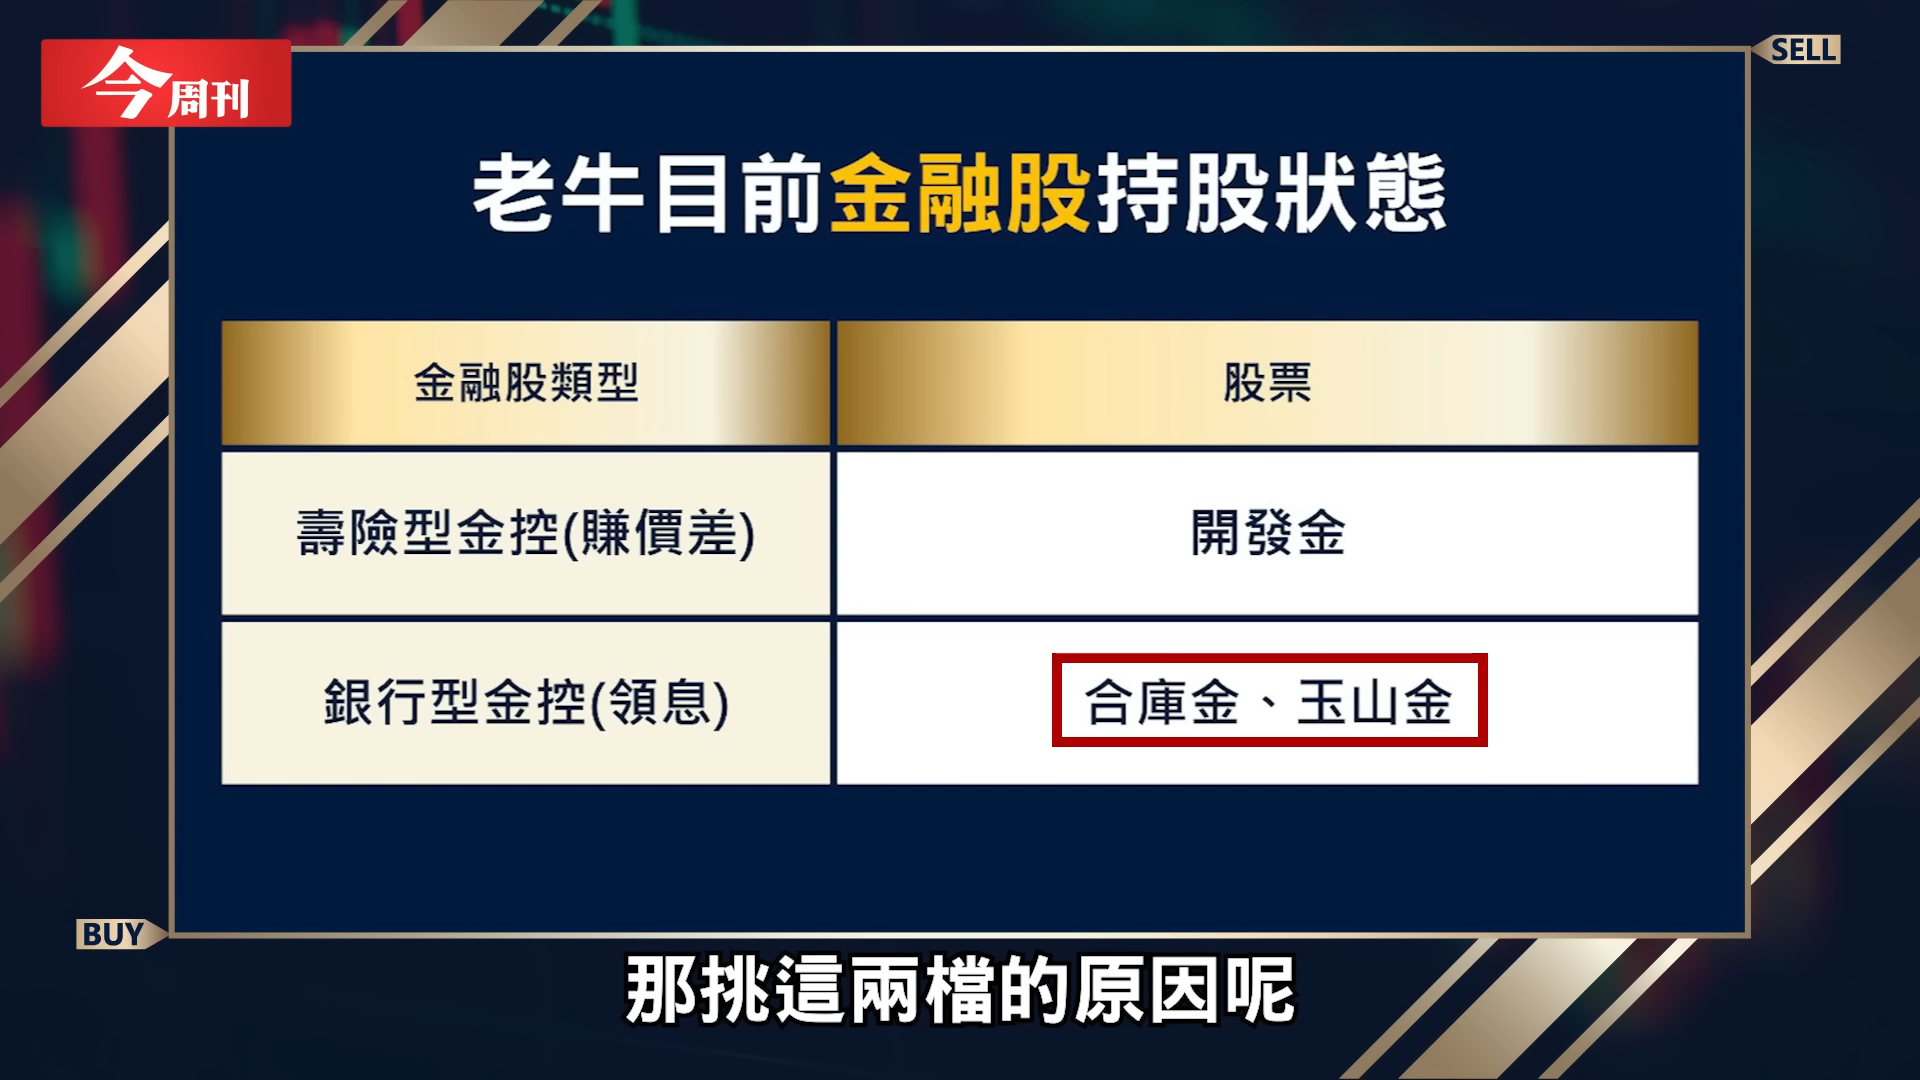 今周刊
SELL
老牛目前金融股持股狀態
金融股類型
股票
壽險型金控(賺價差)
開發金
銀行型金控(領息)
合庫金、玉山金
BUY
那挑這兩檔的原因呢